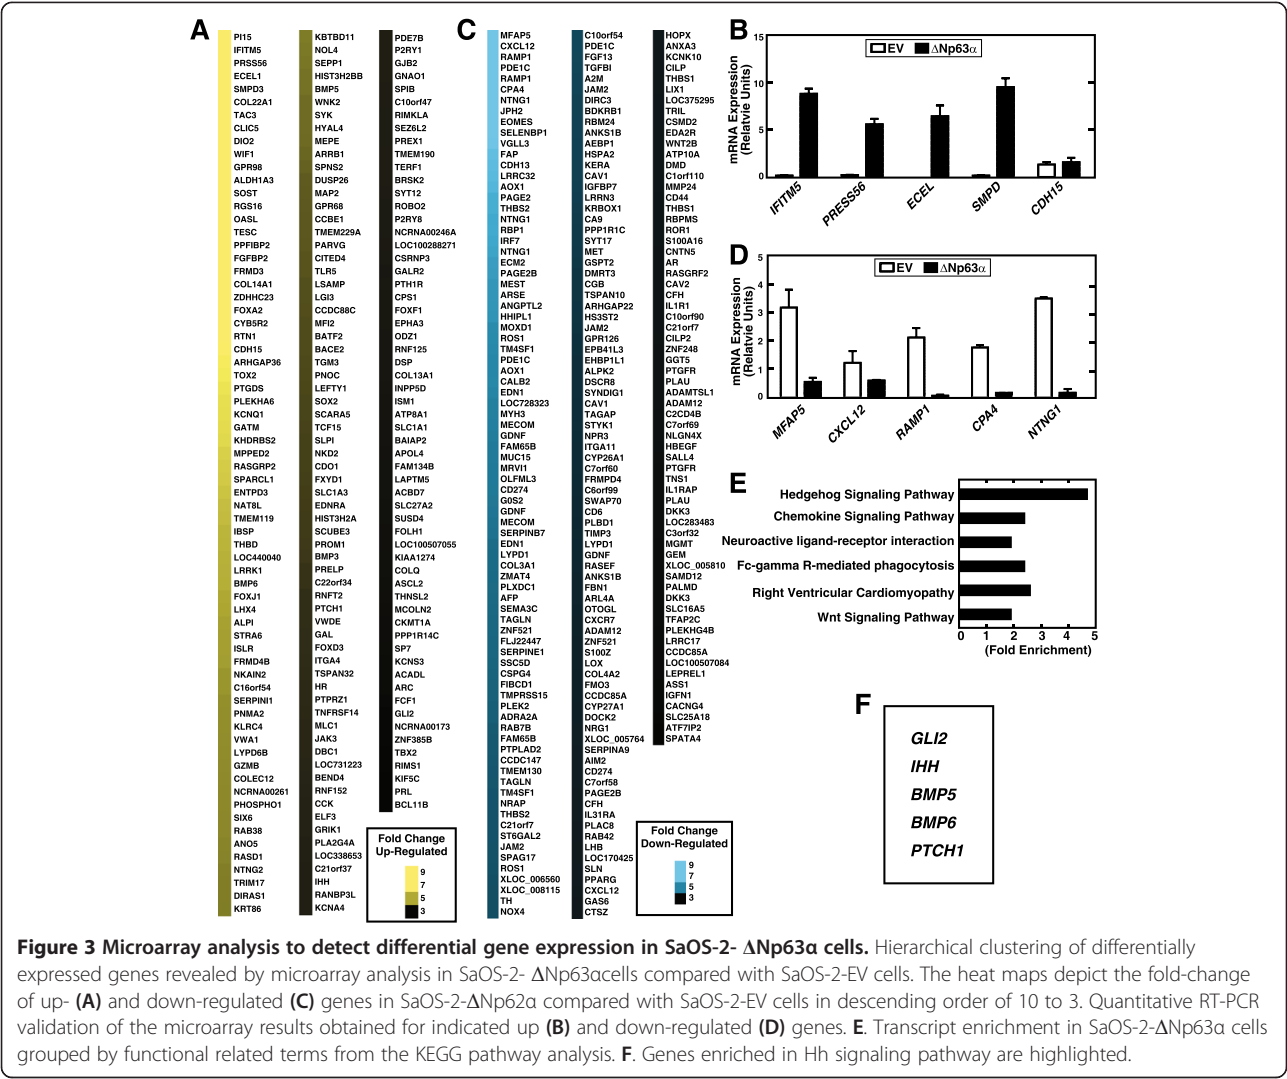 A
PI15
IFITM5
PRSS56
ECEL1
SMPD3
COL22A1
TAC3
CLIC5
DIO2
WIF1
GPR98
ALDH1A3
SOST
RGS16
OASL
TESC
PPFIBP2
FGFBP2
FRMD3
COL14A1
ZDHHC23
FOXA2
CYB5R2
RTN1
CDH15
ARHGAP36
TOX2
PTGDS
PLEKHA6
KCNQ1
GATM
KHDRBS2
MPPED2
RASGRP2
SPARCL1
ENTPD3
NAT8L
TMEM119
IBSP
THBD
LOC440040
LRRK1
BMP6
FOXJ1
LHX4
ALPI
STRA6
ISLR
FRMD4B
NKAIN2
C16orf54
SERPINI1
PNMA2
KLRC4
VWA1
LYPD6B
GZMB
COLEC12
NCRNA00261
PHOSPHO1
SIX6
RAB38
ANO5
RASD1
NTNG2
TRIM17
DIRAS1
KRT86
KBTBD11
NOL4
SEPP1
HIST3H2BB
BMP5
WNK2
SYK
HYAL4
MEPE
ARRB1
SPNS2
DUSP26
MAP2
GPR68
CCBE1
TMEM229A
PARVG
CITED4
TLR5
LSAMP
LGI3
CCDC88C
MFI2
BATF2
BACE2
TGM3
PNOC
LEFTY1
SOX2
SCARA5
TCF15
SLPI
NKD2
CDO1
FXYD1
SLC1A3
EDNRA
HIST3H2A
SCUBE3
PROM1
BMP3
PRELP
C22orf34
RNFT2
PTCH1
VWDE
GAL
FOXD3
ITGA4
TSPAN32
HR
PTPRZ1
TNFRSF14
MLC1
JAK3
DBC1
LOC731223
BEND4
RNF152
CCK
ELF3
GRIK1
PLA2G4A
LOC338653
C21orf37
IHH
RANBP3L
KCNA4
PDE7B
P2RY1
GJB2
GNAO1
SPIB
C10orf47
RIMKLA
SEZ6L2
PREX1
TMEM190
TERF1
BRSK2
SYT12
ROBO2
P2RY8
NCRNA00246A
LOC100288271
CSRNP3
GALR2
PTH1R
CPS1
FOXF1
EPHA3
ODZ1
RNF125
DSP
COL13A1
INPP5D
ISM1
ATP8A1
SLC1A1
BAIAP2
APOL4
FAM134B
LAPTM5
ACBD7
SLC27A2
SUSD4
FOLH1
LOC100507055
KIAA1274
COLQ
ASCL2
THNSL2
MCOLN2
CKMT1A
PPP1R14C
SP7
KCNS3
ACADL
ARC
FCF1
GLI2
NCRNA00173
ZNF385B
TBX2
RIMS1
KIF5C
PRL
BCL11B
Fold Change
Up-Regulated
9
7
5
3
C
MFAP5
CXCL12
RAMP1
PDE1C
RAMP1
CPA4
NTNG1
JPH2
EOMES
SELENBP1
VGLL3
FAP
CDH13
LRRC32
AOX1
PAGE2
THBS2
NTNG1
RBP1
IRF7
NTNG1
ECM2
PAGE2B
MEST
ARSE
ANGPTL2
HHIPL1
MOXD1
ROS1
TM4SF1
PDE1C
AOX1
CALB2
EDN1
LOC728323
MYH3
MECOM
GDNF
FAM65B
MUC15
MRVI1
OLFML3
CD274
G0S2
GDNF
MECOM
SERPINB7
EDN1
LYPD1
COL3A1
ZMAT4
PLXDC1
AFP
SEMA3C
TAGLN
ZNF521
FLJ22447
SERPINE1
SSC5D
CSPG4
FIBCD1
TMPRSS15
PLEK2
ADRA2A
RAB7B
FAM65B
PTPLAD2
CCDC147
TMEM130
TAGLN
TM4SF1
NRAP
THBS2
C21orf7
ST6GAL2
JAM2
SPAG17
ROS1
XLOC_006560
XLOC_008115
TH
NOX4
C10orf54
PDE1C
FGF13
TGFBI
A2M
JAM2
DIRC3
BDKRB1
RBM24
ANKS1B
AEBP1
HSPA2
KERA
CAV1
IGFBP7
LRRN3
KRBOX1
CA9
PPP1R1C
SYT17
MET
GSPT2
DMRT3
CGB
TSPAN10
ARHGAP22
HS3ST2
JAM2
GPR126
EPB41L3
EHBP1L1
ALPK2
DSCR8
SYNDIG1
CAV1
TAGAP
STYK1
NPR3
ITGA11
CYP26A1
C7orf60
FRMPD4
C6orf99
SWAP70
CD6
PLBD1
TIMP3
LYPD1
GDNF
RASEF
ANKS1B
FBN1
ARL4A
OTOGL
CXCR7
ADAM12
ZNF521
S100Z
LOX
COL4A2
FMO3
CCDC85A
CYP27A1
DOCK2
NRG1
XLOC_005764
SERPINA9
AIM2
CD274
C7orf58
PAGE2B
CFH
IL31RA
PLAC8
RAB42
LHB
LOC170425
SLN
PPARG
CXCL12
GAS6
CTSZ
HOPX
ANXA3
KCNK10
CILP
THBS1
LIX1
LOC375295
TRIL
CSMD2
EDA2R
WNT2B
ATP10A
DMD
C1orf110
MMP24
CD44
THBS1
RBPMS
ROR1
S100A16
CNTN5
AR
RASGRF2
CAV2
CFH
IL1R1
C10orf90
C21orf7
CILP2
ZNF248
GGT5
PTGFR
PLAU
ADAMTSL1
ADAM12
C2CD4B
C7orf69
NLGN4X
HBEGF
SALL4
PTGFR
TNS1
IL1RAP
PLAU
DKK3
LOC283483
C3orf32
MGMT
GEM
XLOC_005810
SAMD12
PALMD
DKK3
SLC16A5
TFAP2C
PLEKHG4B
LRRC17
CCDC85A
LOC100507084
LEPREL1
ASS1
IGFN1
CACNG4
SLC25A18
ATF7IP2
SPATA4
Fold Change
Down-Regulated
9
7
5
3
B
mRNA Expression
(Relatvie Units)
15
10
5
0
EV ΔNp63α
IFITM5 PRESS56 ECEL SMPD CDH15
D
mRNA Expression
(Relatvie Units)
5
4
3
2
1
0
EV ΔNp63α
MFAP5 CXCL12 RAMP1 CPA4 NTNG1
E
Hedgehog Signaling Pathway
Chemokine Signaling Pathway
Neuroactive ligand-receptor interaction
Fc-gamma R-mediated phagocytosis
Right Ventricular Cardiomyopathy
Wnt Signaling Pathway
0 1 2 3 4 5
(Fold Enrichment)
F
GLI2
IHH
BMP5
BMP6
PTCH1
Figure 3 Microarray analysis to detect differential gene expression in SaOS-2- ΔNp63α cells. Hierarchical clustering of differentially
expressed genes revealed by microarray analysis in SaOS-2- ΔNp63αcells compared with SaOS-2-EV cells. The heat maps depict the fold-change
of up- (A) and down-regulated (C) genes in SaOS-2-ΔNp62α compared with SaOS-2-EV cells in descending order of 10 to 3. Quantitative RT-PCR
validation of the microarray results obtained for indicated up (B) and down-regulated (D) genes. E. Transcript enrichment in SaOS-2-ΔNp63α cells
grouped by functional related terms from the KEGG pathway analysis. F. Genes enriched in Hh signaling pathway are highlighted.